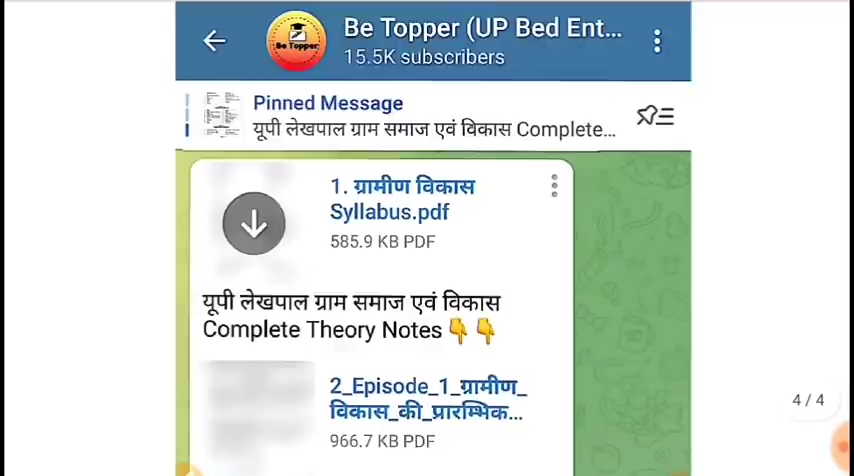 Be Topper (UP Bed Ent...
Be Topper
15.5K subscribers
Pinned Message
यूपी लेखपाल ग्राम समाज एवं विकास Complete...
1. ग्रामीण विकास
Syllabus.pdf
585.9 KB PDF
यूपी लेखपाल ग्राम समाज एवं विकास
Complete Theory Notes👇👇
2_Episode_1_ग्रामीण_
विकास_की_प्रारम्भिक...
966.7 KB PDF
4 / 4